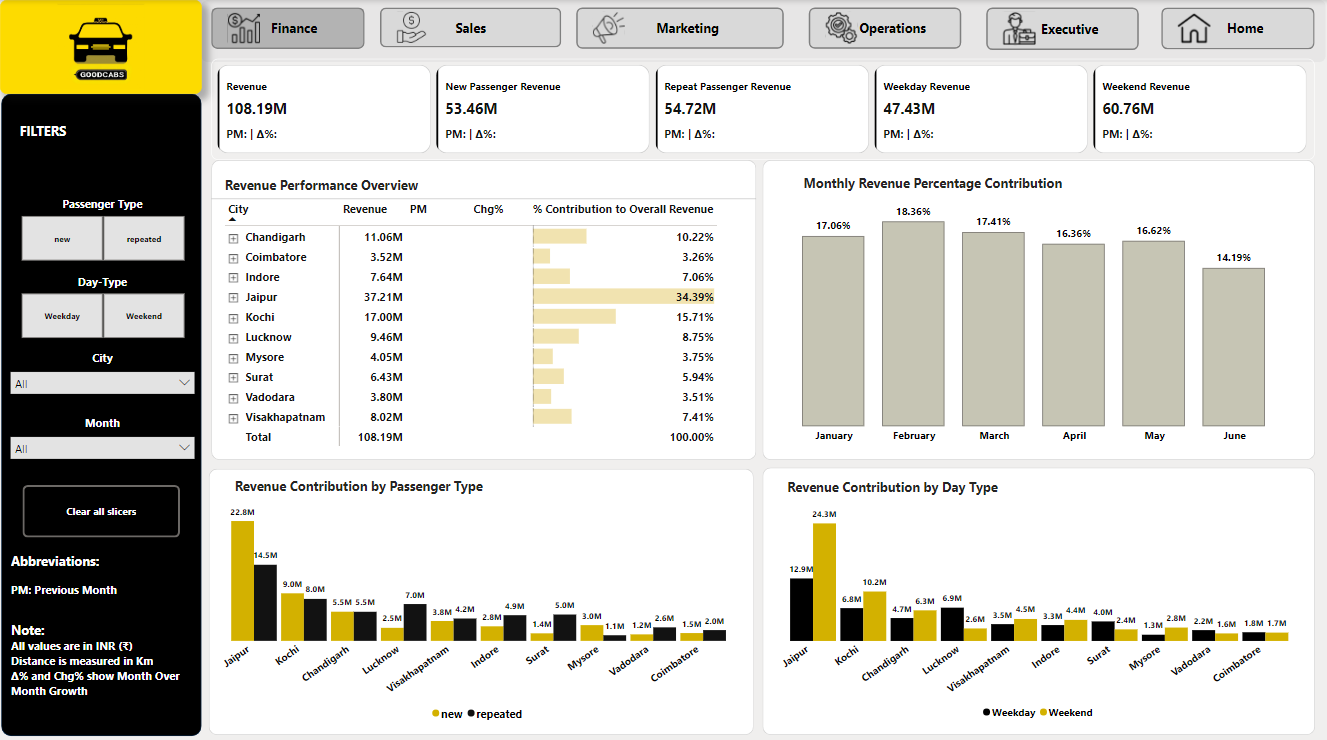 GOODCABS
Finance
Sales
Marketing
Operations
Executive
Home
FILTERS
Passenger Type
new
repeated
Day-Type
Weekday
Weekend
City
All
Month
All
Clear all slicers
Abbreviations:
PM: Previous Month
Note:
All values are in INR (₹)
Distance is measured in Km
Δ% and Chg% show Month Over
Month Growth
Revenue
108.19M
PM: | Δ%:
New Passenger Revenue
53.46M
PM: | Δ%:
Repeat Passenger Revenue
54.72M
PM: | Δ%:
Weekday Revenue
47.43M
PM: | Δ%:
Weekend Revenue
60.76M
PM: | Δ%:
Revenue Performance Overview
City Revenue PM Chg% % Contribution to Overall Revenue
Chandigarh 11.06M 10.22%
Coimbatore 3.52M 3.26%
Indore 7.64M 7.06%
Jaipur 37.21M 34.39%
Kochi 17.00M 15.71%
Lucknow 9.46M 8.75%
Mysore 4.05M 3.75%
Surat 6.43M 5.94%
Vadodara 3.80M 3.51%
Visakhapatnam 8.02M 7.41%
Total 108.19M 100.00%
Monthly Revenue Percentage Contribution
17.06% 18.36% 17.41% 16.36% 16.62% 14.19%
January February March April May June
Revenue Contribution by Passenger Type
22.8M 14.5M 9.0M 8.0M 5.5M 5.5M 2.5M 7.0M 3.8M 4.2M 2.8M 4.9M 1.4M 5.0M 3.0M 1.1M 1.2M 2.6M 1.5M 2.0M
Jaipur Kochi Chandigarh Lucknow Visakhapatnam Indore Surat Mysore Vadodara Coimbatore
new repeated
Revenue Contribution by Day Type
12.9M 24.3M 6.8M 10.2M 4.7M 6.3M 6.9M 2.6M 3.5M 4.5M 3.3M 4.4M 4.0M 2.4M 1.3M 2.8M 2.2M 1.6M 1.8M 1.7M
Jaipur Kochi Chandigarh Lucknow Visakhapatnam Indore Surat Mysore Vadodara Coimbatore
Weekday Weekend